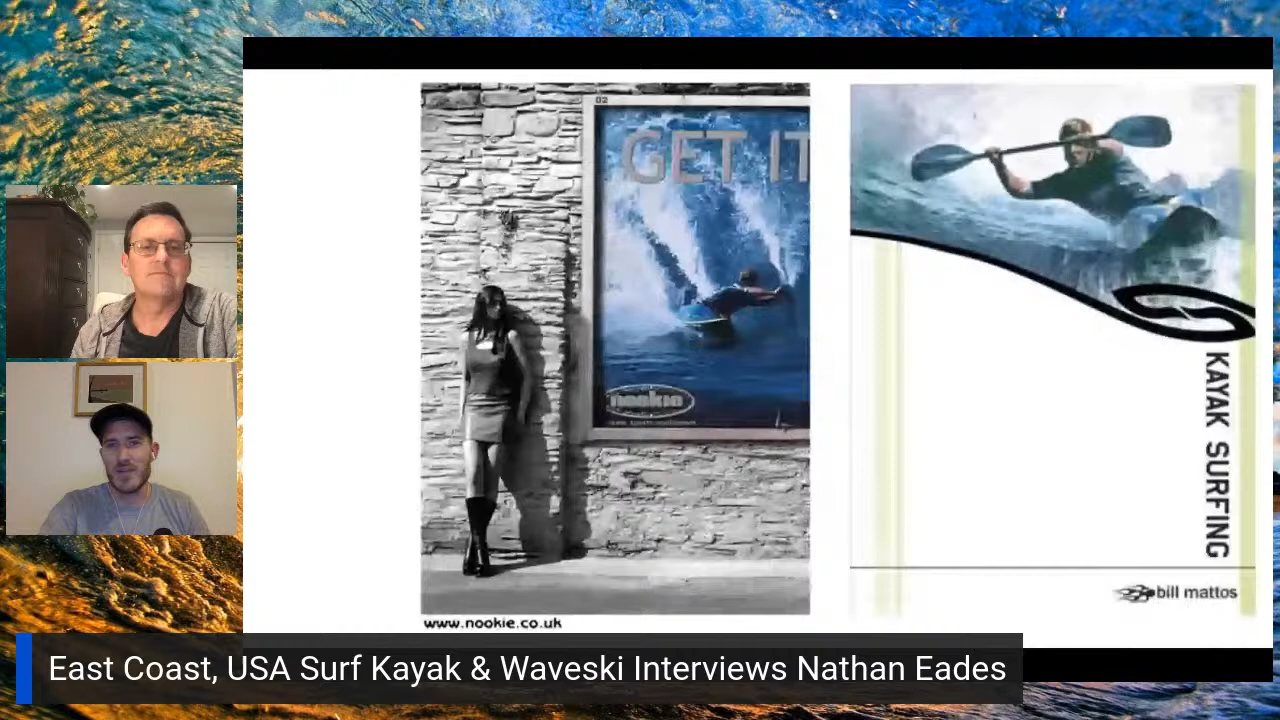 02
GET IT
nookie
www.nookie.co.uk
KAYAK SURFING
bill mattos
East Coast, USA Surf Kayak & Waveski Interviews Nathan Eades